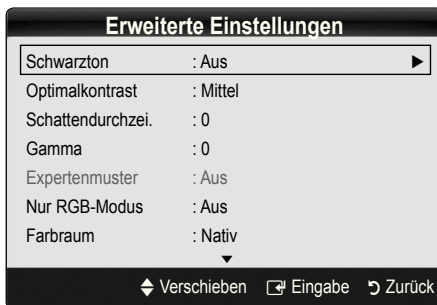 Erweiterte Einstellungen
Schwarzton : Aus
Optimalkontrast : Mittel
Schattendurchzei. : 0
Gamma : 0
Expertenmuster : Aus
Nur RGB-Modus : Aus
Farbraum : Nativ
Verschieben Eingabe Zurück